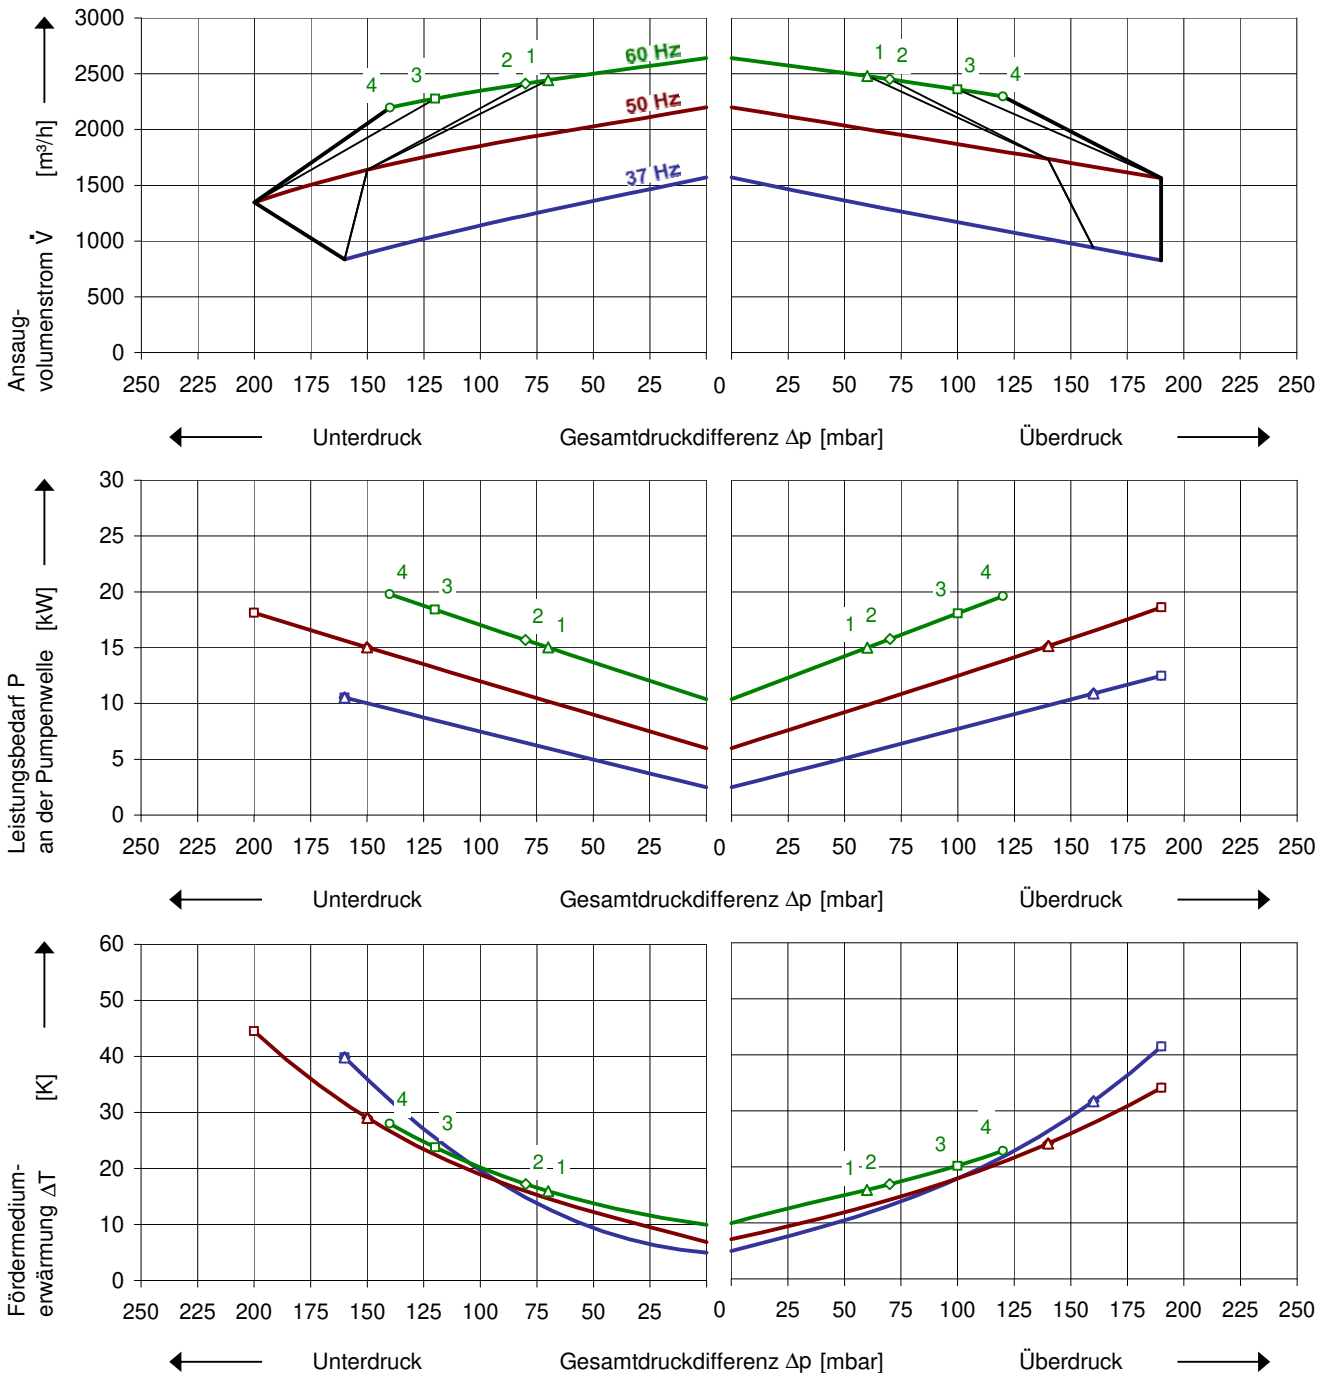 3000
2500
2000
1500
1000
500
0
Ansaug-
volumenstrom V̇ [m³/h]
4 3 2 1 60 Hz
50 Hz
37 Hz
1 2 3 4
250 225 200 175 150 125 100 75 50 25 0 25 50 75 100 125 150 175 200 225 250
Unterdruck Gesamtdruckdifferenz Δp [mbar] Überdruck
30
25
20
15
10
5
0
Leistungsbedarf P
an der Pumpenwelle [kW]
4 3 2 1
1 2 3 4
250 225 200 175 150 125 100 75 50 25 0 25 50 75 100 125 150 175 200 225 250
Unterdruck Gesamtdruckdifferenz Δp [mbar] Überdruck
60
50
40
30
20
10
0
Fördermedium-
erwärmung ΔT [K]
4 3 2 1
1 2 3 4
250 225 200 175 150 125 100 75 50 25 0 25 50 75 100 125 150 175 200 225 250
Unterdruck Gesamtdruckdifferenz Δp [mbar] Überdruck